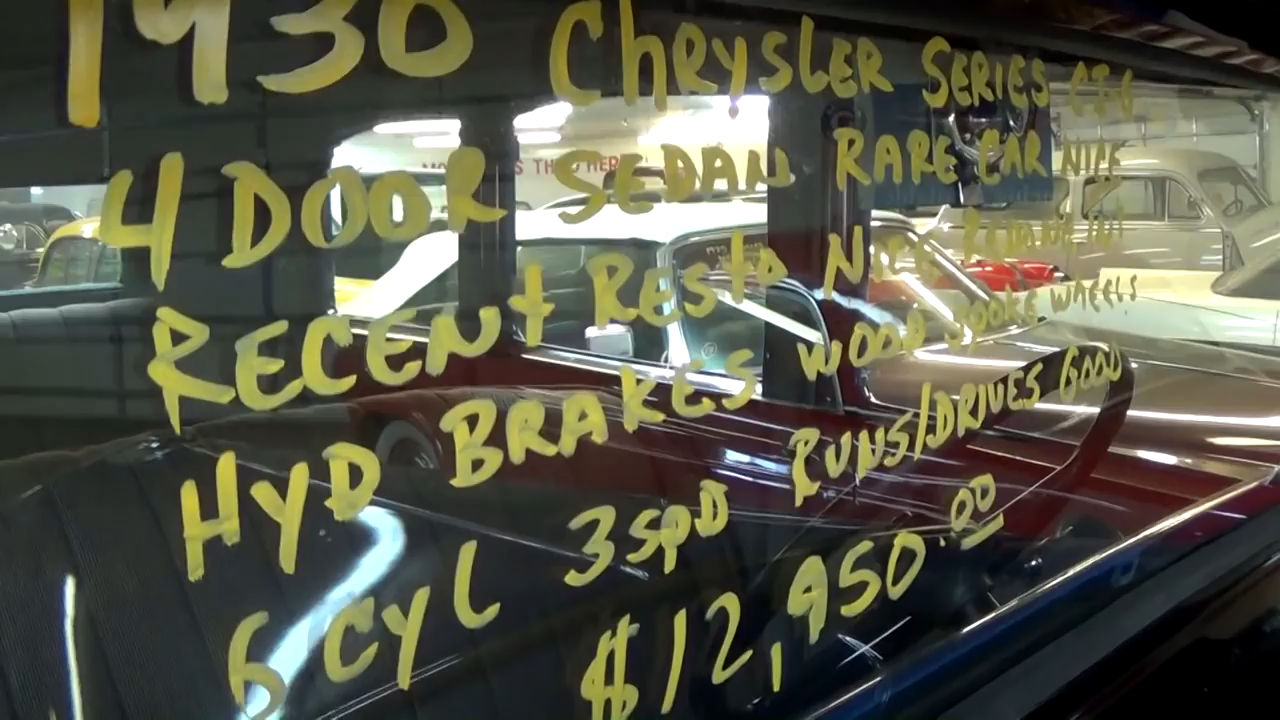 1930 ChRySLER SERIES
4 DOOR SEDAN RARE CAR NICE
RECENt RESto NICE RUNNIN!
HYD BRAKES WOOD SPOKE WHEELS
6 CYL 3SPD RUNS/DRIVES GOOD
$12,950.00